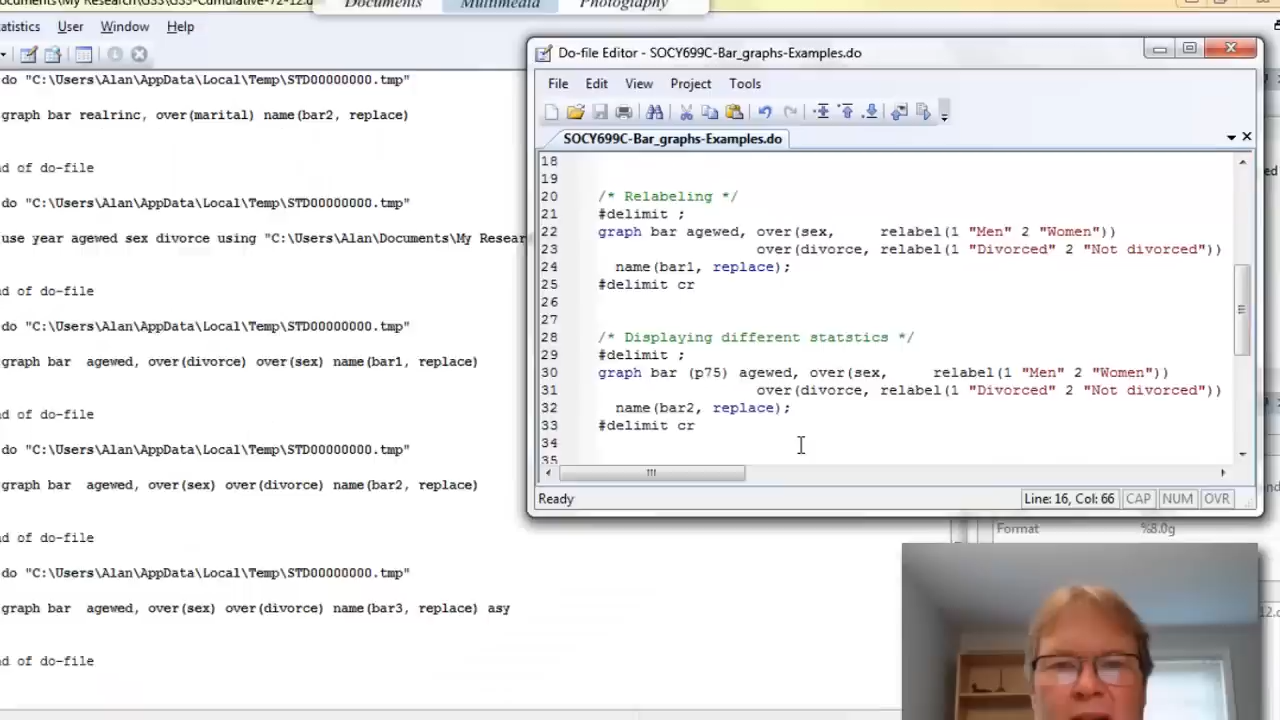 Documents Multimedia Photography
tatistics User Window Help
do "C:\Users\Alan\AppData\Local\Temp\STD00000000.tmp"
graph bar realrinc, over(marital) name(bar2, replace)
nd of do-file
do "C:\Users\Alan\AppData\Local\Temp\STD00000000.tmp"
use year agewed sex divorce using "C:\Users\Alan\Documents\My Resear
nd of do-file
do "C:\Users\Alan\AppData\Local\Temp\STD00000000.tmp"
graph bar  agewed, over(divorce) over(sex) name(bar1, replace)
nd of do-file
do "C:\Users\Alan\AppData\Local\Temp\STD00000000.tmp"
graph bar  agewed, over(sex) over(divorce) name(bar2, replace)
nd of do-file
do "C:\Users\Alan\AppData\Local\Temp\STD00000000.tmp"
graph bar  agewed, over(sex) over(divorce) name(bar3, replace) asy
nd of do-file
Do-file Editor - SOCY699C-Bar_graphs-Examples.do
File Edit View Project Tools
SOCY699C-Bar_graphs-Examples.do
18
19
20 /* Relabeling */
21 #delimit ;
22 graph bar agewed, over(sex,     relabel(1 "Men" 2 "Women"))
23 over(divorce, relabel(1 "Divorced" 2 "Not divorced"))
24 name(bar1, replace);
25 #delimit cr
26
27
28 /* Displaying different statstics */
29 #delimit ;
30 graph bar (p75) agewed, over(sex,     relabel(1 "Men" 2 "Women"))
31 over(divorce, relabel(1 "Divorced" 2 "Not divorced"))
32 name(bar2, replace);
33 #delimit cr
34
35
Ready Line: 16, Col: 66 CAP NUM OVR
Format %8.0g